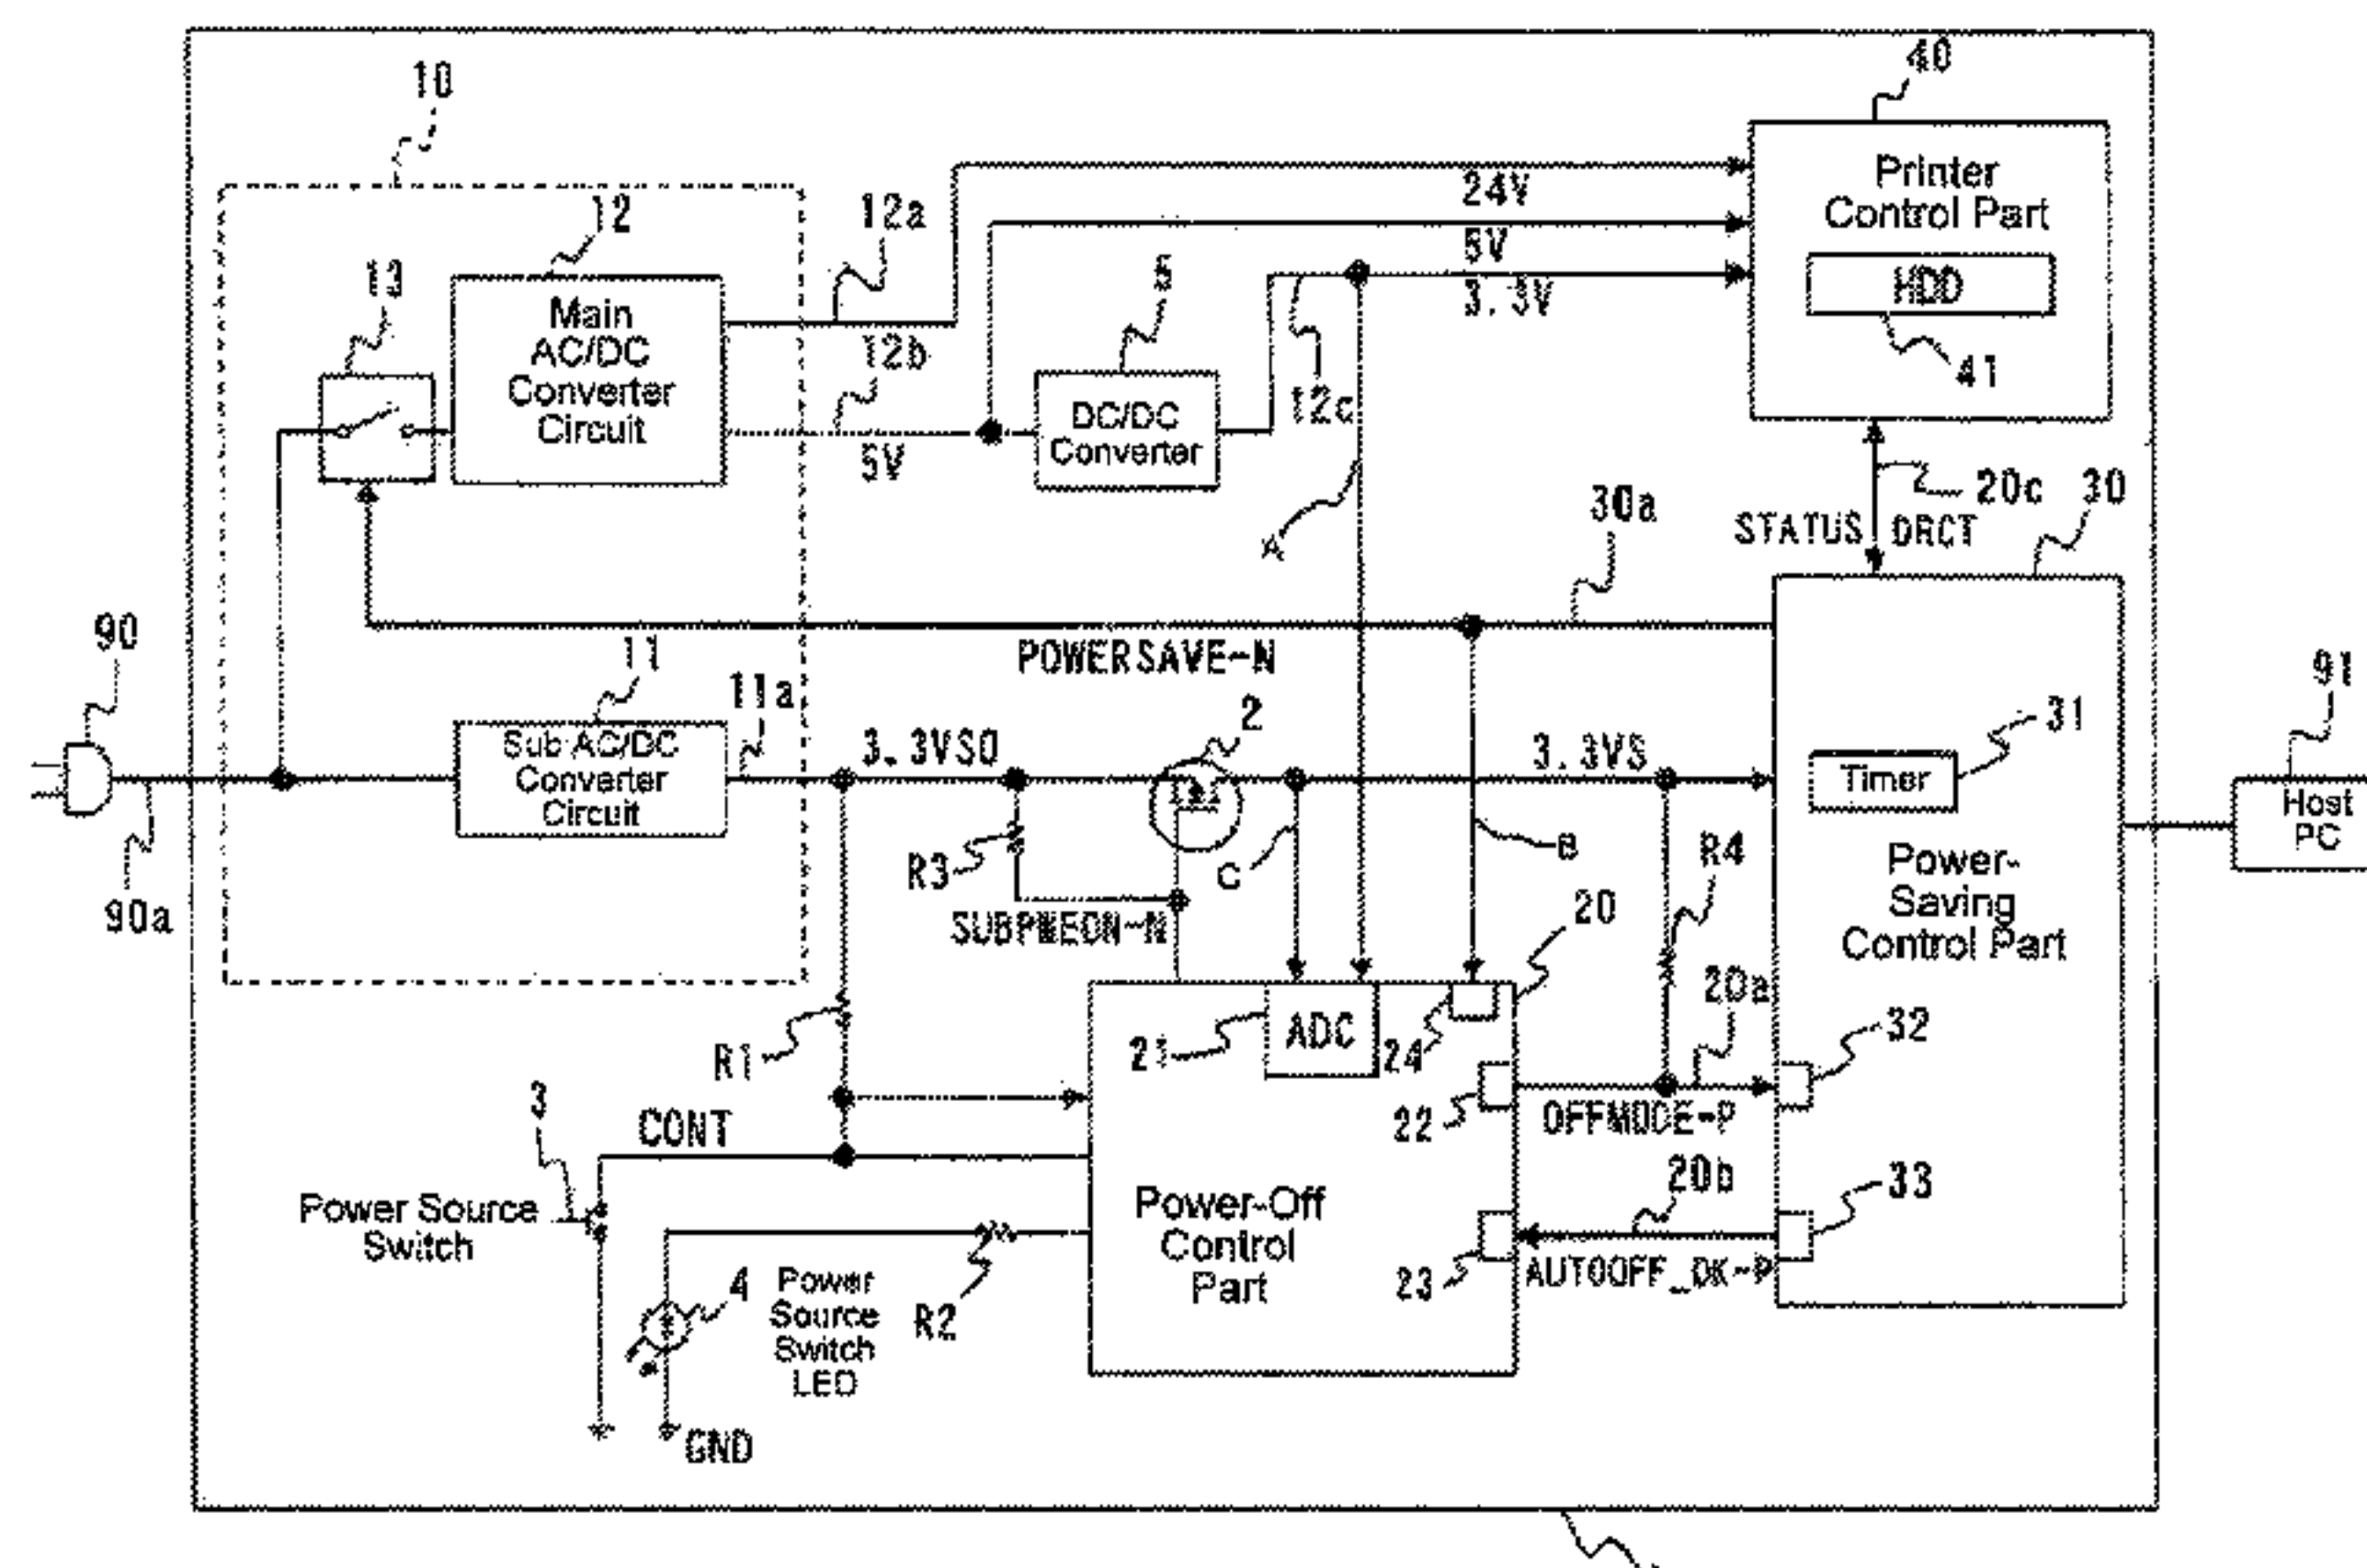 40
10
Printer
Control Part
HDD
41
24V
5V
3.3V
12
12a
13
Main
AC/DC
Converter
Circuit
12b
5V
5
DC/DC
Converter
12c
A
30a
STATUS
DRCT
20c
30
90
POWERSAVE-N
11
11a
2
91
Sub AC/DC
Converter
Circuit
3.3VS0
3.3VS
31
Timer
Host
PC
90a
R3
C
B
R4
Power-
Saving
Control Part
SUBPWEON-N
20
20a
R1
21
ADC
24
32
3
CONT
22
OFFMODE-P
Power Source
Switch
Power-Off
Control
Part
20b
33
4
Power
Source
Switch
LED
R2
23
AUTOOFF_OK-P
GND